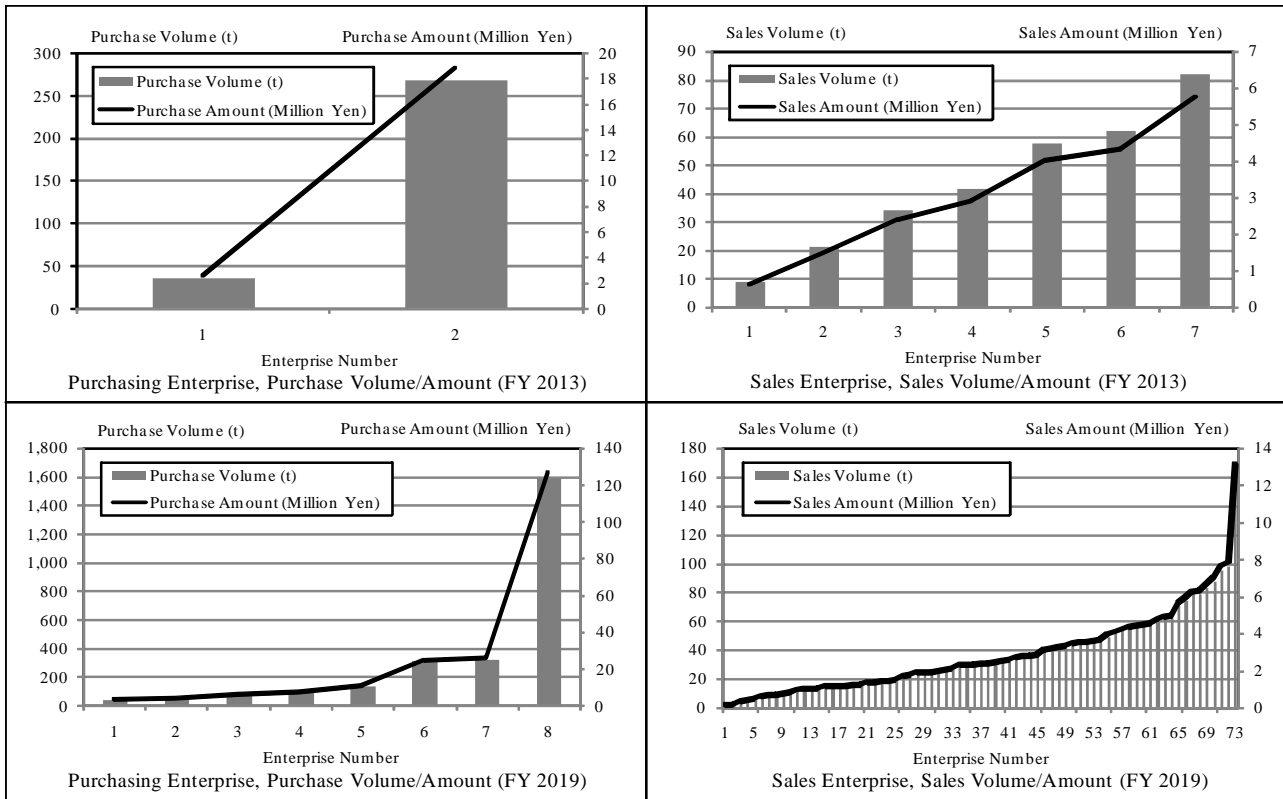 Purchase Volume (t) Purchase Amount (Million Yen)
300 20
250 18
200 16
150 14
100 12
50 10
0 8
6
4
2
0
Purchase Volume (t)
Purchase Amount (Million Yen)
1 2
Enterprise Number
Purchasing Enterprise, Purchase Volume/Amount (FY 2013)
Sales Volume (t) Sales Amount (Million Yen)
90 7
80 6
70 5
60 4
50 3
40 2
30 1
20 0
10
0
Sales Volume (t)
Sales Amount (Million Yen)
1 2 3 4 5 6 7
Enterprise Number
Sales Enterprise, Sales Volume/Amount (FY 2013)
Purchase Volume (t) Purchase Amount (Million Yen)
1,800 140
1,600 120
1,400 100
1,200 80
1,000 60
800 40
600 20
400 0
200
0
Purchase Volume (t)
Purchase Amount (Million Yen)
1 2 3 4 5 6 7 8
Enterprise Number
Purchasing Enterprise, Purchase Volume/Amount (FY 2019)
Sales Volume (t) Sales Amount (Million Yen)
180 14
160 12
140 10
120 8
100 6
80 4
60 2
40 0
20
0
Sales Volume (t)
Sales Amount (Million Yen)
1 5 9 13 17 21 25 29 33 37 41 45 49 53 57 61 65 69 73
Enterprise Number
Sales Enterprise, Sales Volume/Amount (FY 2019)